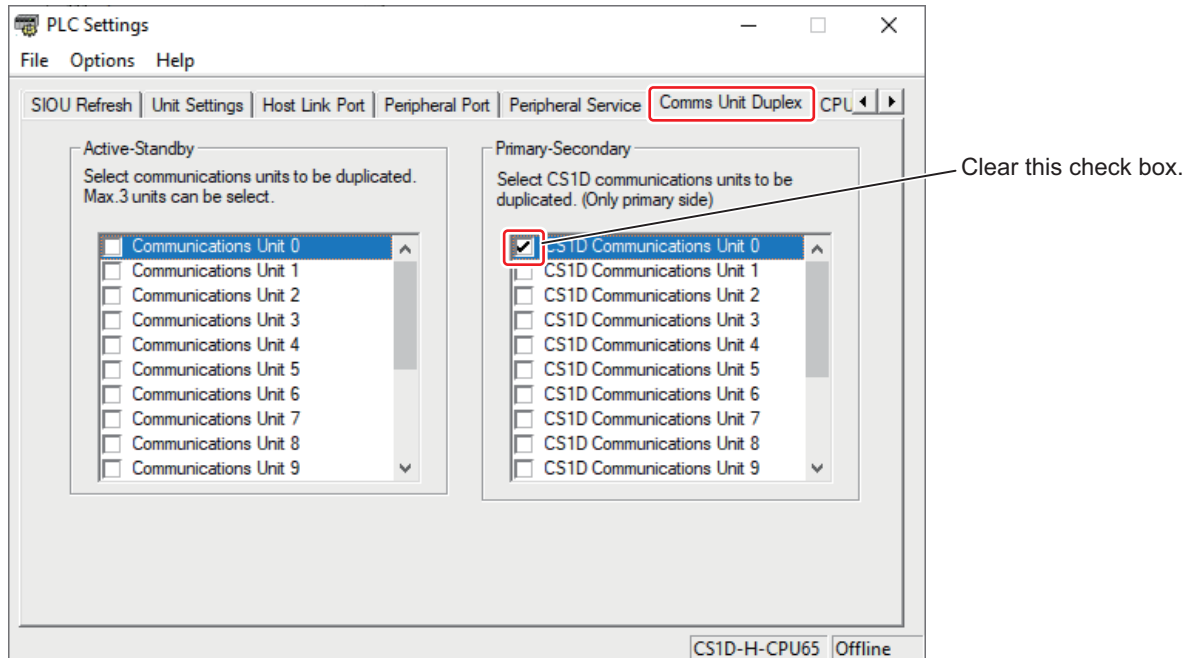 PLC Settings
File Options Help
SIOU Refresh Unit Settings Host Link Port Peripheral Port Peripheral Service Comms Unit Duplex CPU
Active-Standby
Select communications units to be duplicated.
Max.3 units can be select.
Communications Unit 0
Communications Unit 1
Communications Unit 2
Communications Unit 3
Communications Unit 4
Communications Unit 5
Communications Unit 6
Communications Unit 7
Communications Unit 8
Communications Unit 9
Primary-Secondary
Select CS1D communications units to be
duplicated. (Only primary side)
CS1D Communications Unit 0
CS1D Communications Unit 1
CS1D Communications Unit 2
CS1D Communications Unit 3
CS1D Communications Unit 4
CS1D Communications Unit 5
CS1D Communications Unit 6
CS1D Communications Unit 7
CS1D Communications Unit 8
CS1D Communications Unit 9
Clear this check box.
CS1D-H-CPU65 Offline